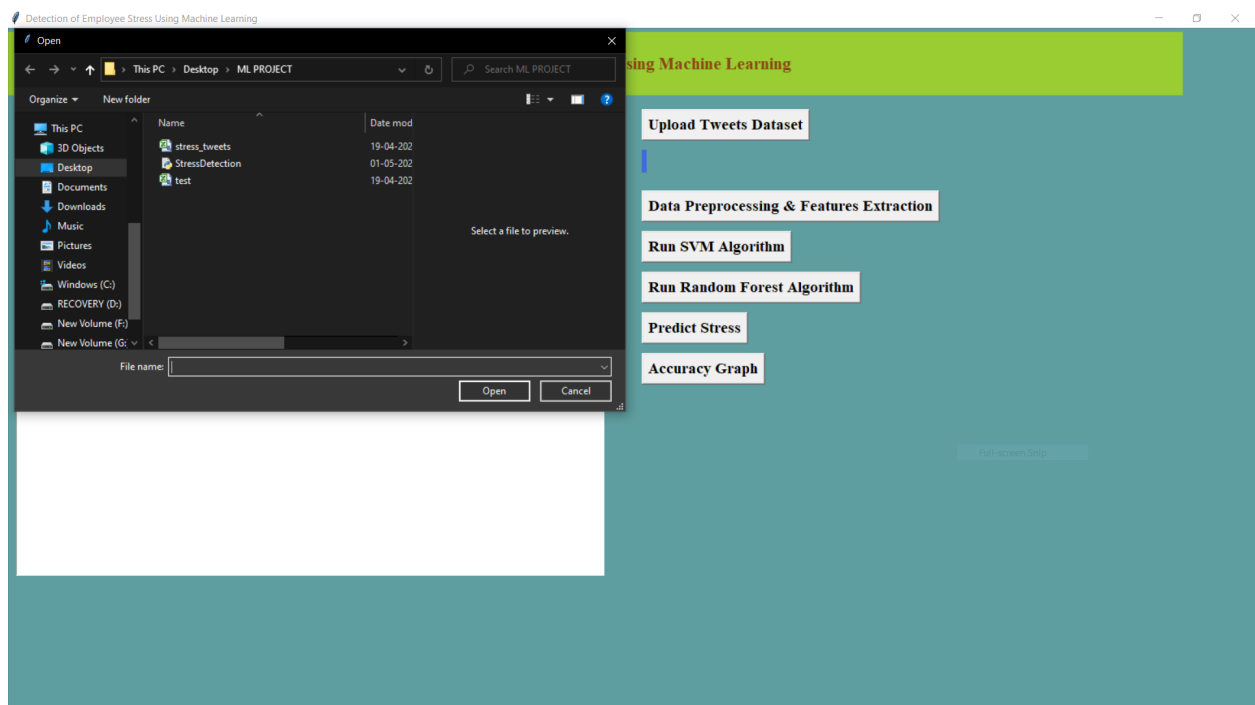 Detection of Employee Stress Using Machine Learning
Open
This PC > Desktop > ML PROJECT
Search ML PROJECT
sing Machine Learning
Organize
New folder
Name
Date mod
This PC
3D Objects
Desktop
Documents
Downloads
Music
Pictures
Videos
Windows (C:)
RECOVERY (D:)
New Volume (F:)
New Volume (G:
stress_tweets
19-04-202
StressDetection
01-05-202
test
19-04-202
Select a file to preview.
File name:
Open
Cancel
Upload Tweets Dataset
Data Preprocessing & Features Extraction
Run SVM Algorithm
Run Random Forest Algorithm
Predict Stress
Accuracy Graph
Full-screen Snip